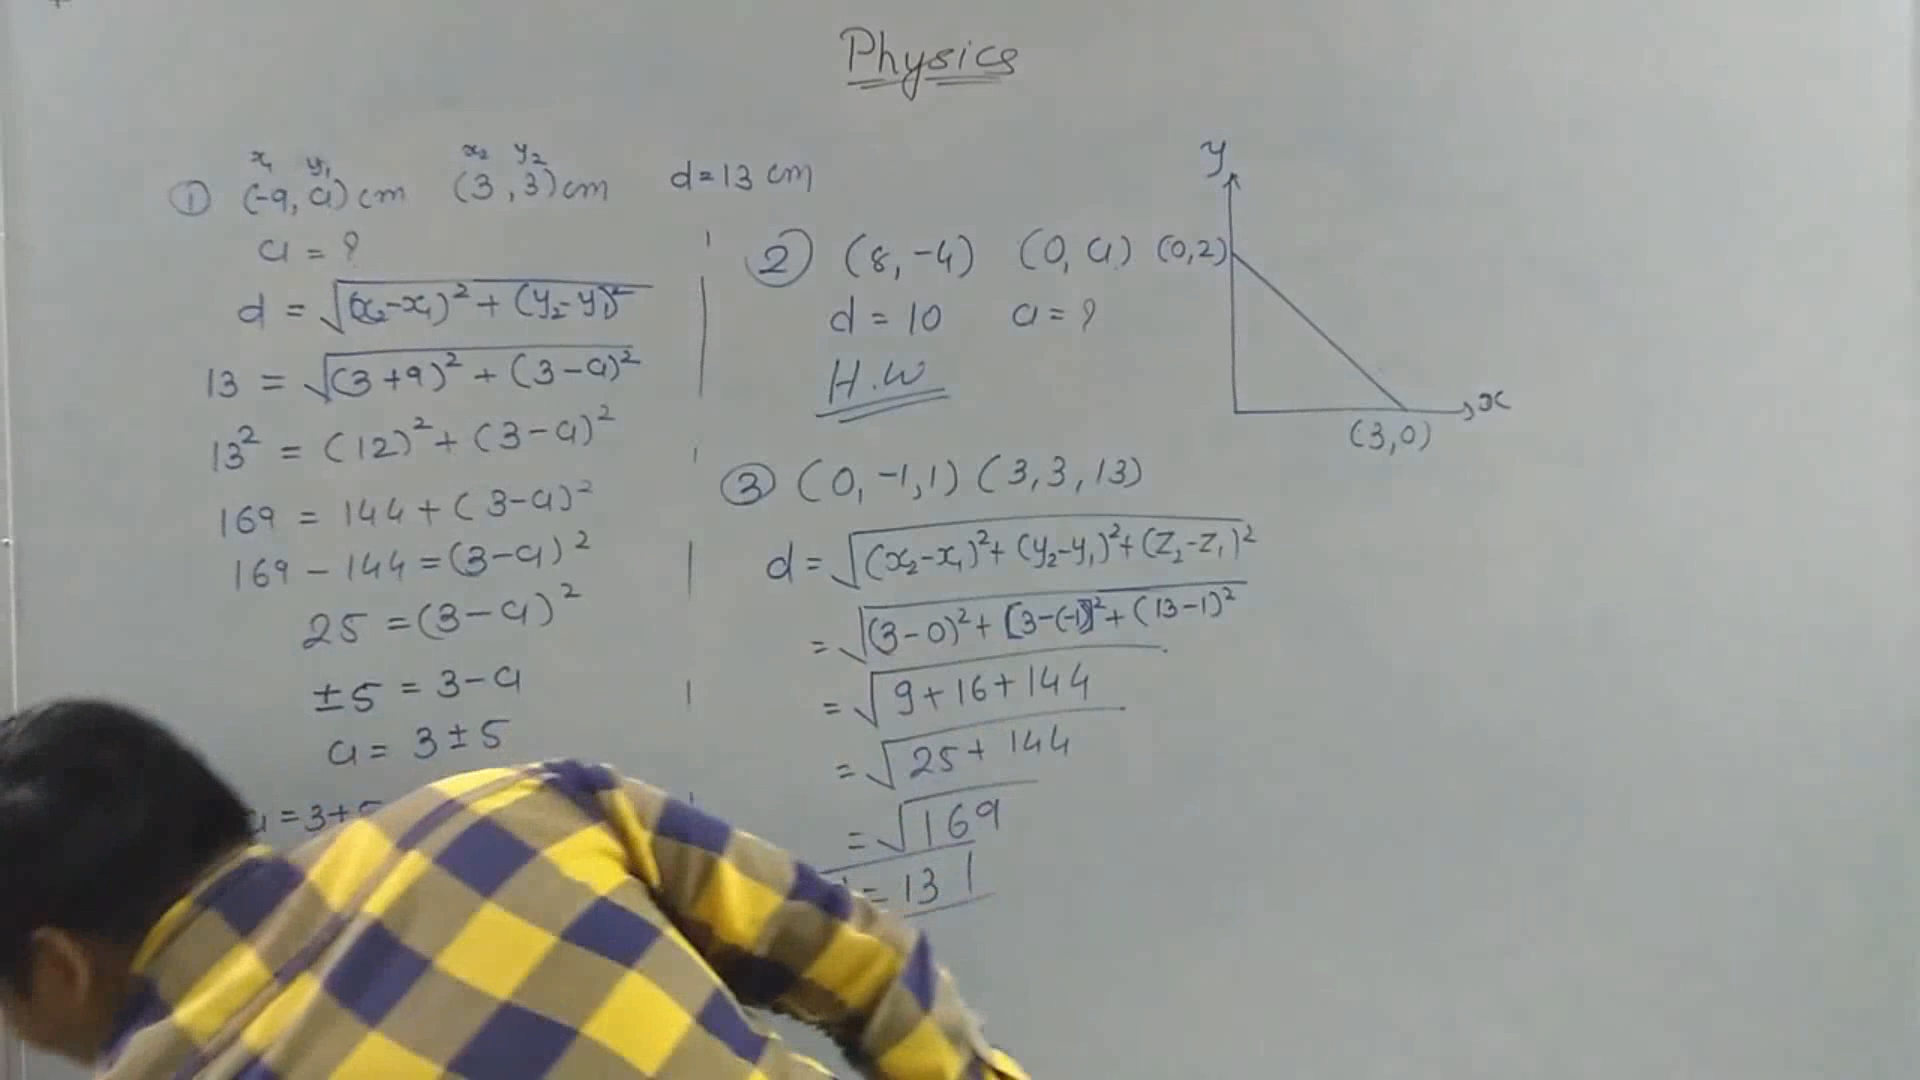 Physics
x₁ y₁ x₂ y₂
① (-9, a) cm (3, 3) cm d = 13 cm
a = ?
d = √(x₂-x₁)² + (y₂-y₁)²
13 = √(3+9)² + (3-a)²
13² = (12)² + (3-a)²
169 = 144 + (3-a)²
169 - 144 = (3-a)²
25 = (3-a)²
±5 = 3-a
a = 3±5
= 3+
② (8, -4) (0, a)
d = 10 a = ?
H.W
y
(0,2)
x
(3,0)
③ (0, -1, 1) (3, 3, 13)
d = √(x₂-x₁)² + (y₂-y₁)² + (z₂-z₁)²
= √(3-0)² + [3-(-1)]² + (13-1)²
= √9+16+144
= √25+144
= √169
= 13